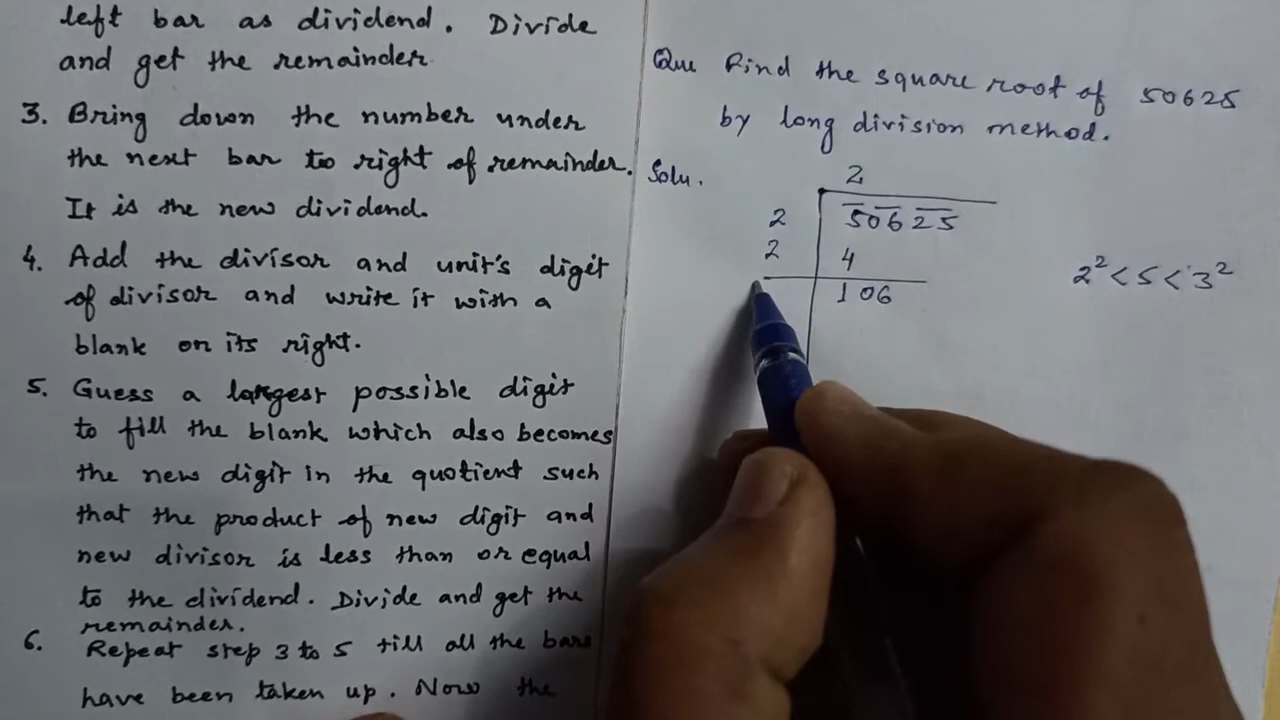 left bar as dividend. Divide
and get the remainder.
3. Bring down the number under
the next bar to right of remainder.
It is the new dividend.
4. Add the divisor and unit's digit
of divisor and write it with a
blank on its right.
5. Guess a largest possible digit
to fill the blank which also becomes
the new digit in the quotient such
that the product of new digit and
new divisor is less than or equal
to the dividend. Divide and get the
remainder.
6. Repeat step 3 to 5 till all the bars
have been taken up. Now the
Que Find the square root of 50625
by long division method.
Solu.
2
2 50625
2 4
106
2² < 5 < 3²